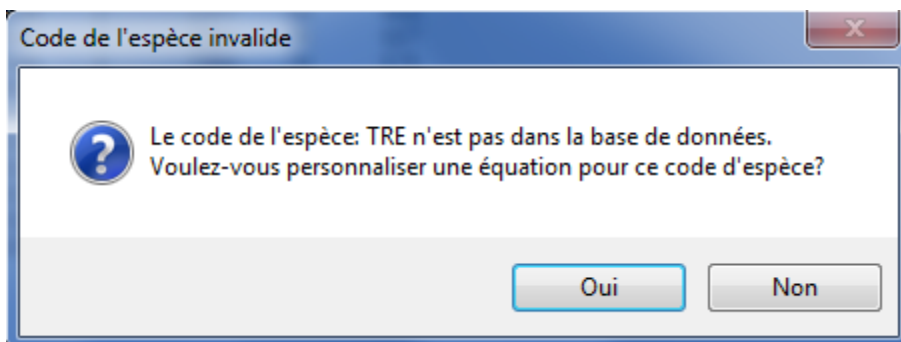 Code de l'espèce invalide
Le code de l'espèce: TRE n'est pas dans la base de données.
Voulez-vous personnaliser une équation pour ce code d'espèce?
Oui
Non